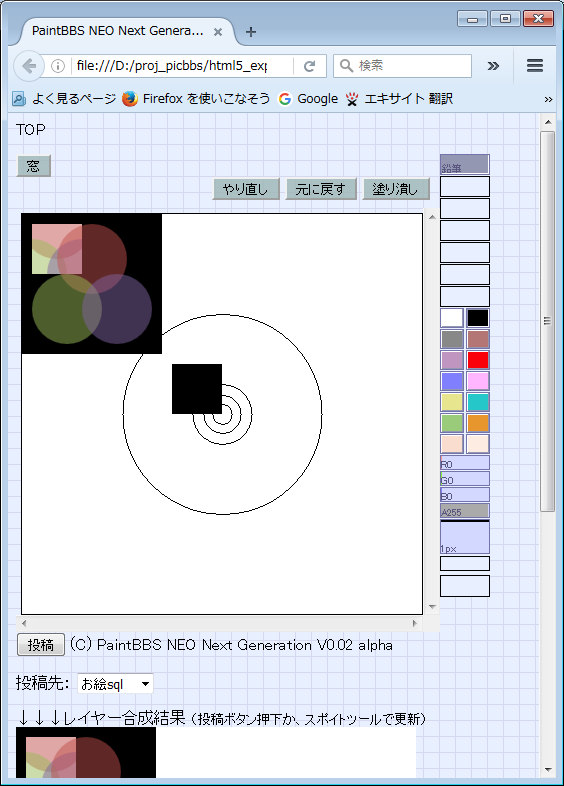 PaintBBS NEO Next Genera...
file:///D:/proj_picbbs/html5_exp
検索
よく見るページ
Firefox を使いこなそう
Google
エキサイト 翻訳
TOP
窓
やり直し
元に戻す
塗り潰し
鉛筆
R0
G0
B0
A255
1px
投稿
(C) PaintBBS NEO Next Generation V0.02 alpha
投稿先:
お絵sql
↓↓↓レイヤー合成結果 (投稿ボタン押下か、スポイトツールで更新)